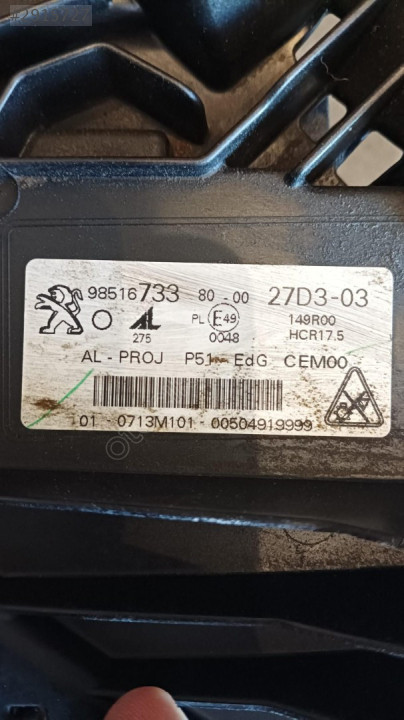 98516733 80-00 27D3-03
AL 275 PL E49 0048 149R00
HCR17.5
AL - PROJ P51 - EdG CEM00
01 - 0713M101 - 00504919999